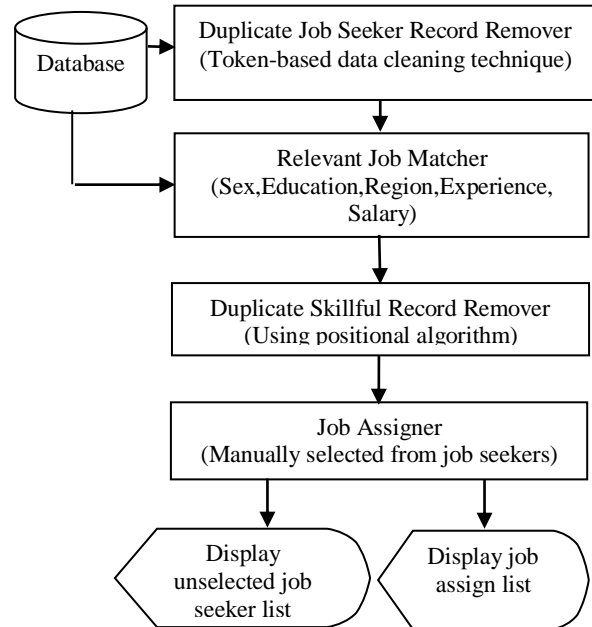 Database
Duplicate Job Seeker Record Remover
(Token-based data cleaning technique)
Relevant Job Matcher
(Sex,Education,Region,Experience,
Salary)
Duplicate Skillful Record Remover
(Using positional algorithm)
Job Assigner
(Manually selected from job seekers)
Display
unselected job
seeker list
Display job
assign list